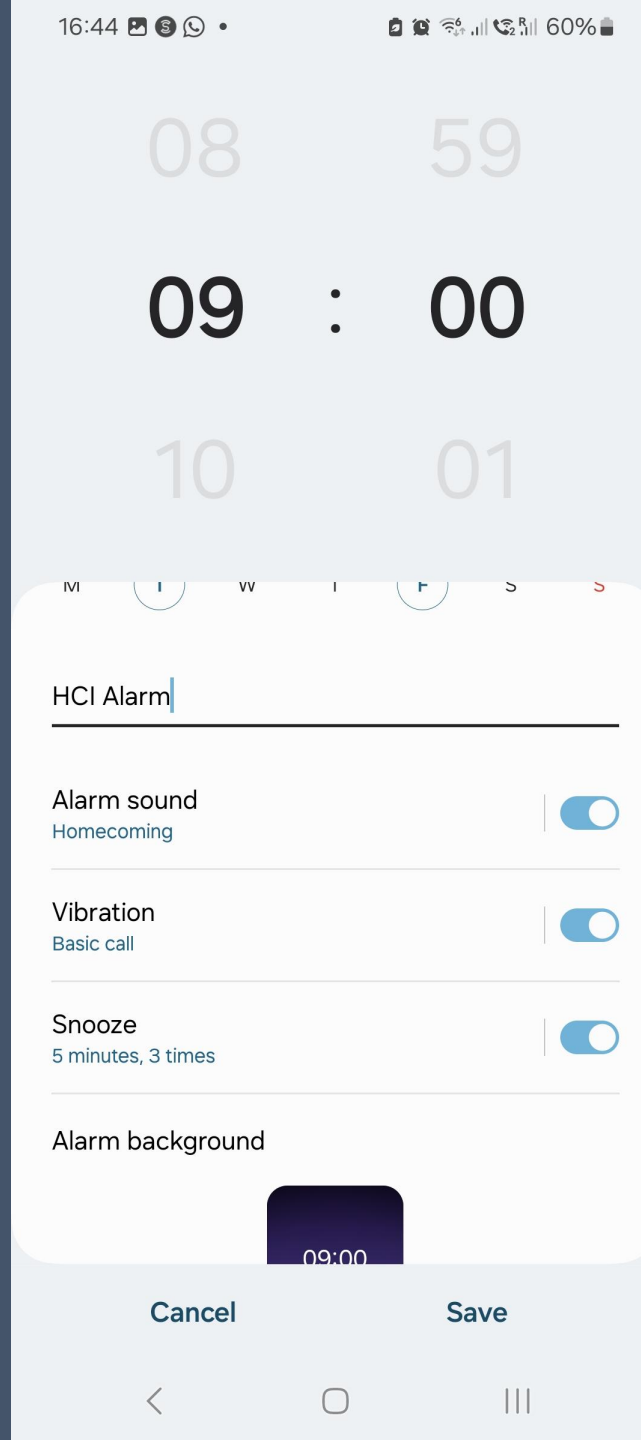 16:44 60%
08 59
09 : 00
10 01
M T W T F S S
HCI Alarm
Alarm sound
Homecoming
Vibration
Basic call
Snooze
5 minutes, 3 times
Alarm background
09:00
Cancel Save